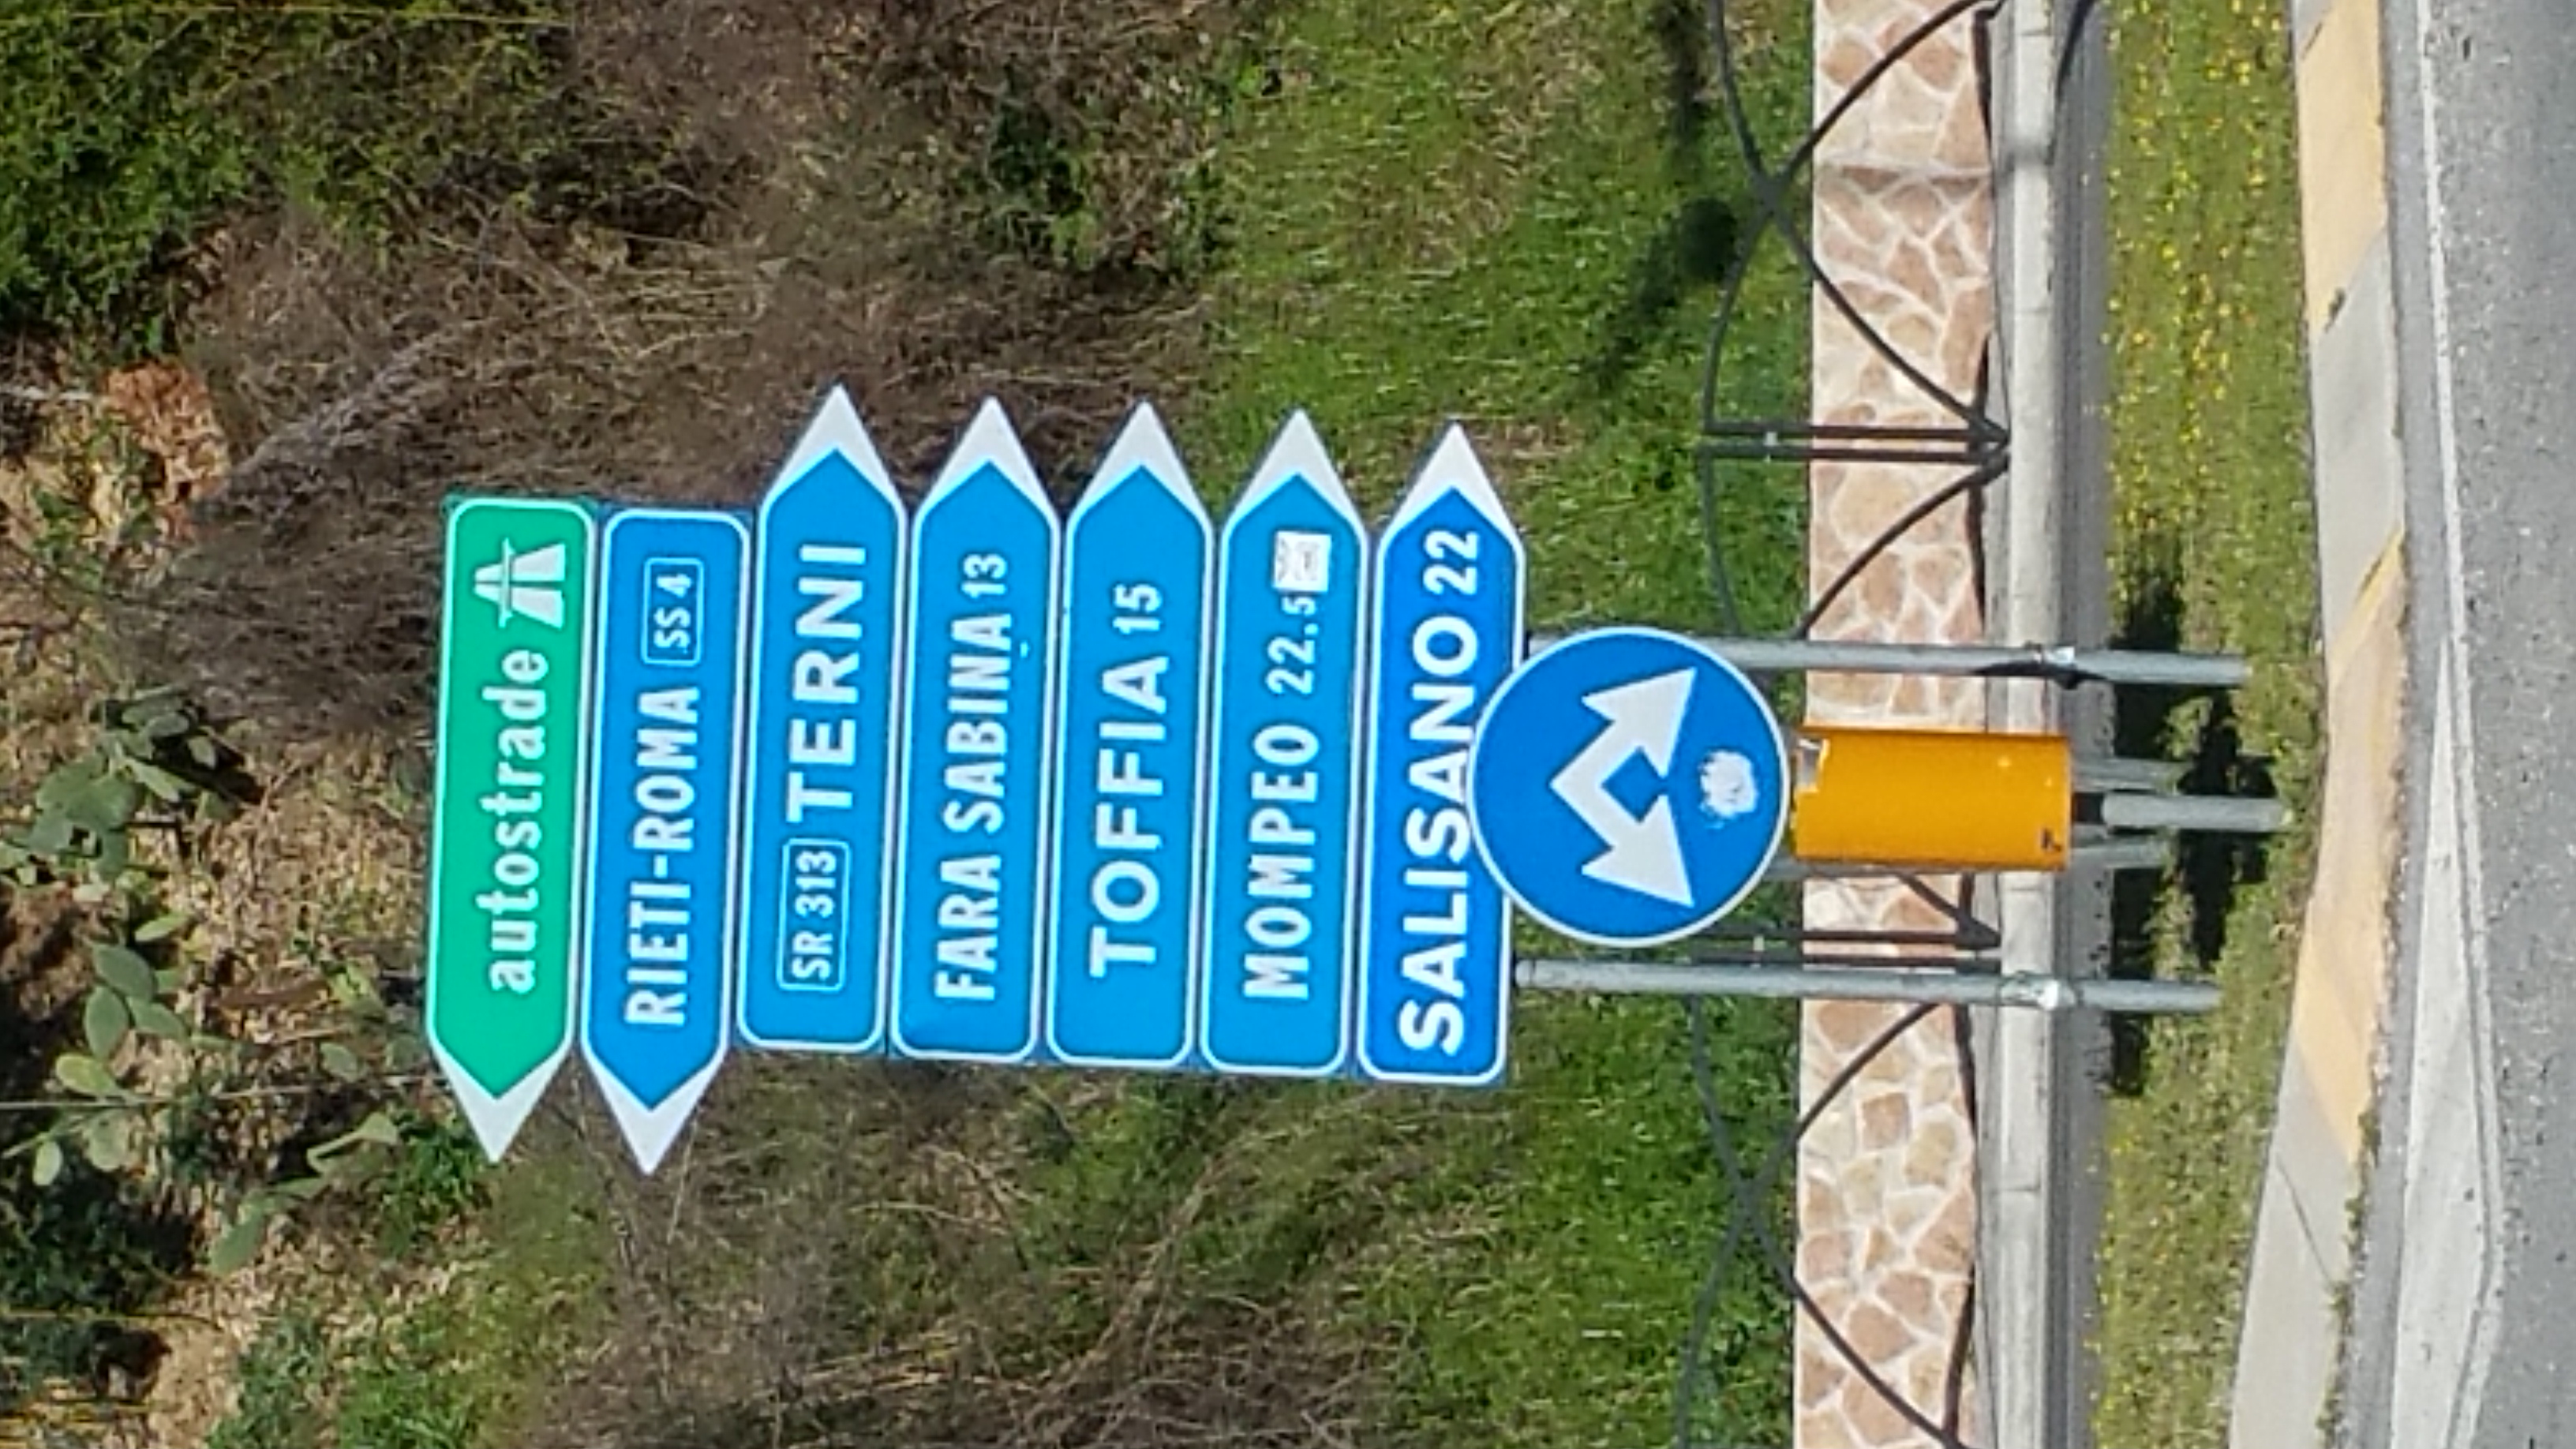 autostrade
RIETI-ROMA SS 4
SR 313 TERNI
FARA SABINA 13
TOFFIA 15
MOMPEO 22.5
SALISANO 22